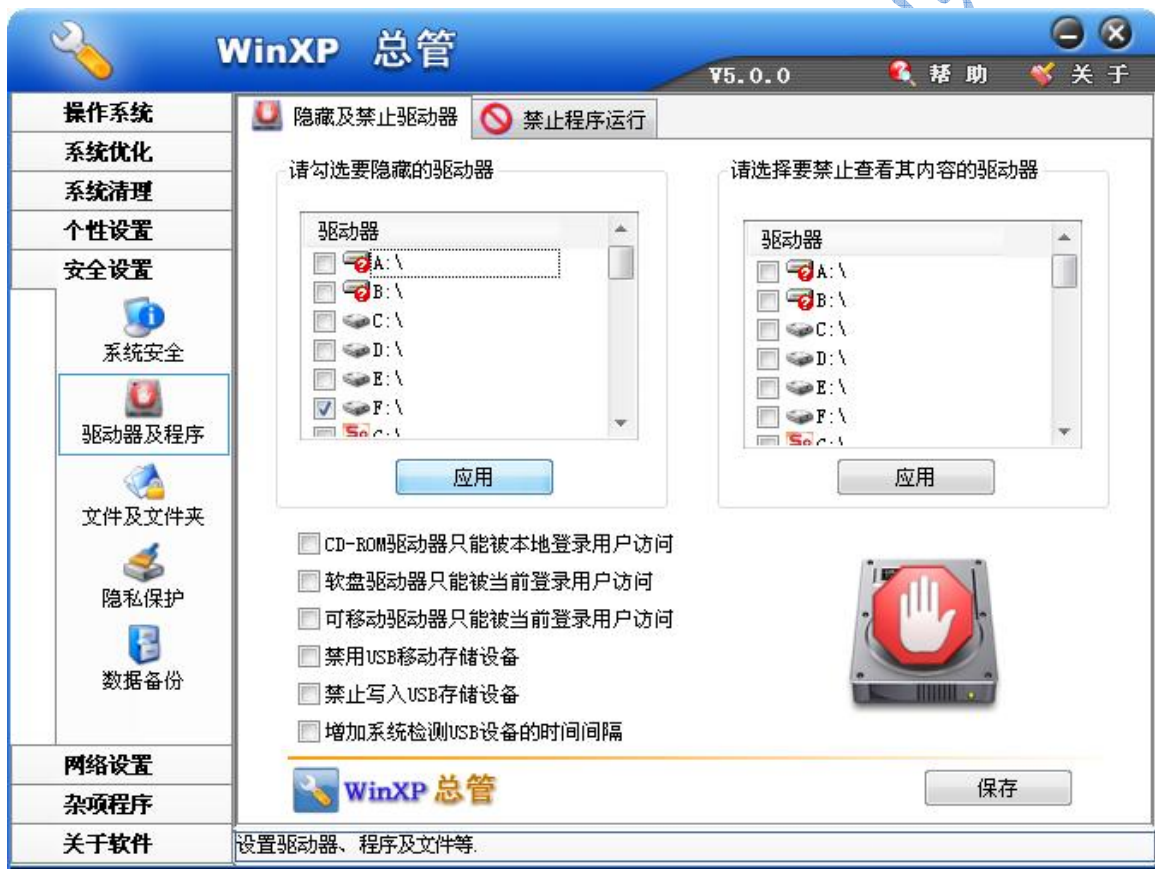 WinXP 总管
V5.0.0
帮助
关于
操作系统
系统优化
系统清理
个性设置
安全设置
系统安全
驱动器及程序
文件及文件夹
隐私保护
数据备份
网络设置
杂项程序
关于软件
隐藏及禁止驱动器
禁止程序运行
请勾选要隐藏的驱动器
驱动器
A:\
B:\
C:\
D:\
E:\
F:\
应用
请选择要禁止查看其内容的驱动器
驱动器
A:\
B:\
C:\
D:\
E:\
F:\
应用
CD-ROM驱动器只能被本地登录用户访问
软盘驱动器只能被当前登录用户访问
可移动驱动器只能被当前登录用户访问
禁用USB移动存储设备
禁止写入USB存储设备
增加系统检测USB设备的时间间隔
WinXP 总管
保存
设置驱动器、程序及文件等.